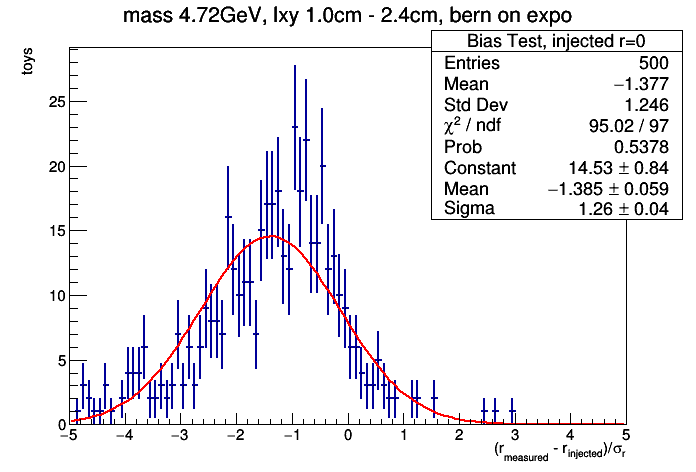 mass 4.72GeV, lxy 1.0cm - 2.4cm, bern on expo
Bias Test, injected r=0
Entries 500
Mean −1.377
Std Dev 1.246
χ² / ndf 95.02 / 97
Prob 0.5378
Constant 14.53 ± 0.84
Mean −1.385 ± 0.059
Sigma 1.26 ± 0.04
toys
25
20
15
10
5
0
−5 −4 −3 −2 −1 0 1 2 3 4 5
(r_measured - r_injected)/σ_r